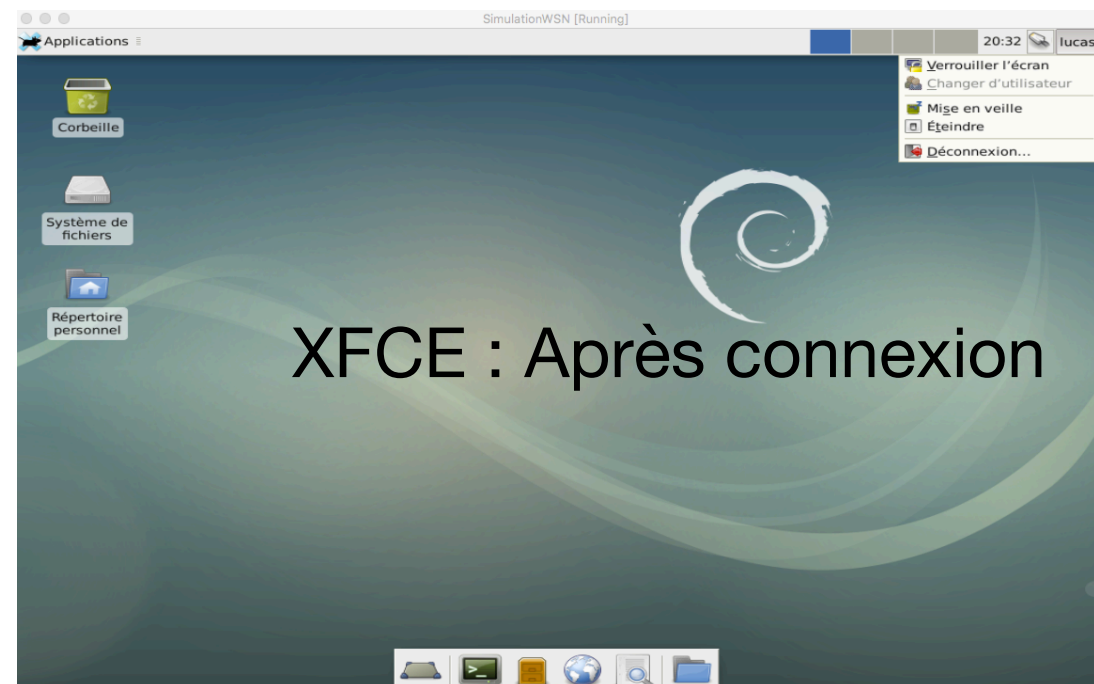 SimulationWSN [Running]
Applications
20:32
lucas
Verrouiller l'écran
Changer d'utilisateur
Mise en veille
Éteindre
Déconnexion...
Corbeille
Système de
fichiers
Répertoire
personnel
XFCE : Après connexion